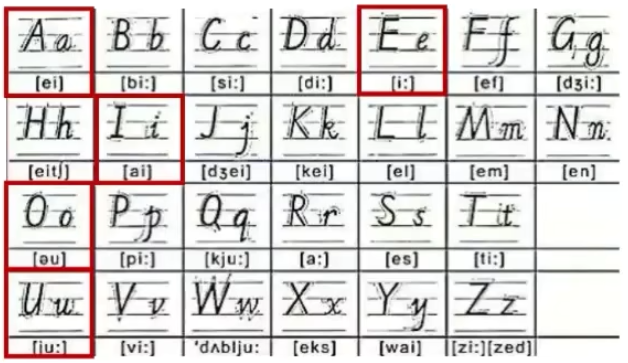 Aa Bb Cc Dd Ee Ff Gg
[ei] [bi:] [si:] [di:] [i:] [ef] [dʒi:]
Hh Ii Jj Kk Ll Mm Nn
[eitʃ] [ai] [dʒei] [kei] [el] [em] [en]
Oo Pp Qq Rr Ss Tt
[əu] [pi:] [kju:] [a:] [es] [ti:]
Uu Vv Ww Xx Yy Zz
[ju:] [vi:] 'dʌblju: [eks] [wai] [zi:][zed]